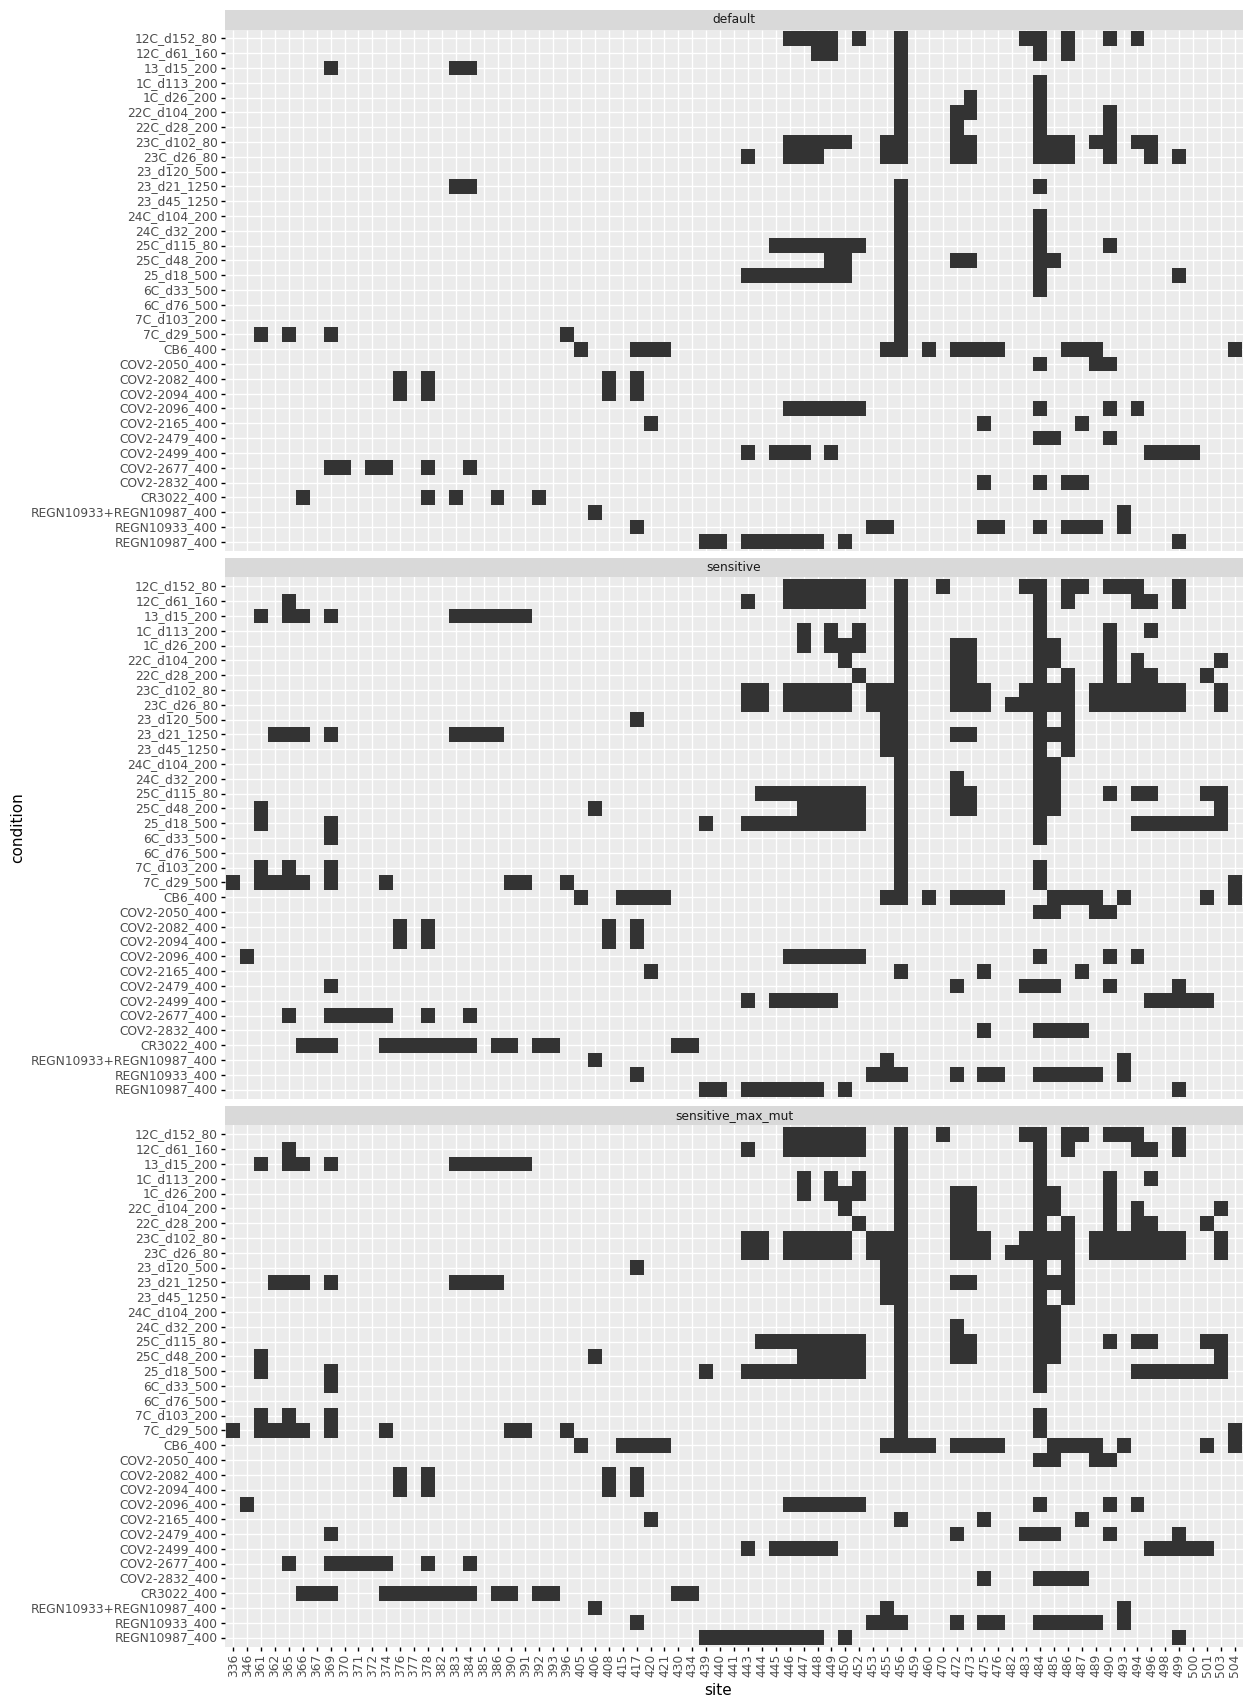 default
12C_d152_80
12C_d61_160
13_d15_200
1C_d113_200
1C_d26_200
22C_d104_200
22C_d28_200
23C_d102_80
23C_d26_80
23_d120_500
23_d21_1250
23_d45_1250
24C_d104_200
24C_d32_200
25C_d115_80
25C_d48_200
25_d18_500
6C_d33_500
6C_d76_500
7C_d103_200
7C_d29_500
CB6_400
COV2-2050_400
COV2-2082_400
COV2-2094_400
COV2-2096_400
COV2-2165_400
COV2-2479_400
COV2-2499_400
COV2-2677_400
COV2-2832_400
CR3022_400
REGN10933+REGN10987_400
REGN10933_400
REGN10987_400
sensitive
12C_d152_80
12C_d61_160
13_d15_200
1C_d113_200
1C_d26_200
22C_d104_200
22C_d28_200
23C_d102_80
23C_d26_80
23_d120_500
23_d21_1250
23_d45_1250
24C_d104_200
24C_d32_200
25C_d115_80
25C_d48_200
25_d18_500
6C_d33_500
6C_d76_500
7C_d103_200
7C_d29_500
CB6_400
COV2-2050_400
COV2-2082_400
COV2-2094_400
COV2-2096_400
COV2-2165_400
COV2-2479_400
COV2-2499_400
COV2-2677_400
COV2-2832_400
CR3022_400
REGN10933+REGN10987_400
REGN10933_400
REGN10987_400
condition
sensitive_max_mut
12C_d152_80
12C_d61_160
13_d15_200
1C_d113_200
1C_d26_200
22C_d104_200
22C_d28_200
23C_d102_80
23C_d26_80
23_d120_500
23_d21_1250
23_d45_1250
24C_d104_200
24C_d32_200
25C_d115_80
25C_d48_200
25_d18_500
6C_d33_500
6C_d76_500
7C_d103_200
7C_d29_500
CB6_400
COV2-2050_400
COV2-2082_400
COV2-2094_400
COV2-2096_400
COV2-2165_400
COV2-2479_400
COV2-2499_400
COV2-2677_400
COV2-2832_400
CR3022_400
REGN10933+REGN10987_400
REGN10933_400
REGN10987_400
336 346 361 362 365 366 367 369 370 371 372 374 376 377 378 382 383 384 385 386 390 391 392 393 396 405 406 408 415 417 420 421 430 434 439 440 441 443 444 445 446 447 448 449 450 452 453 455 456 459 460 470 472 473 475 476 482 483 484 485 486 487 489 490 493 494 496 498 499 500 501 503 504
site